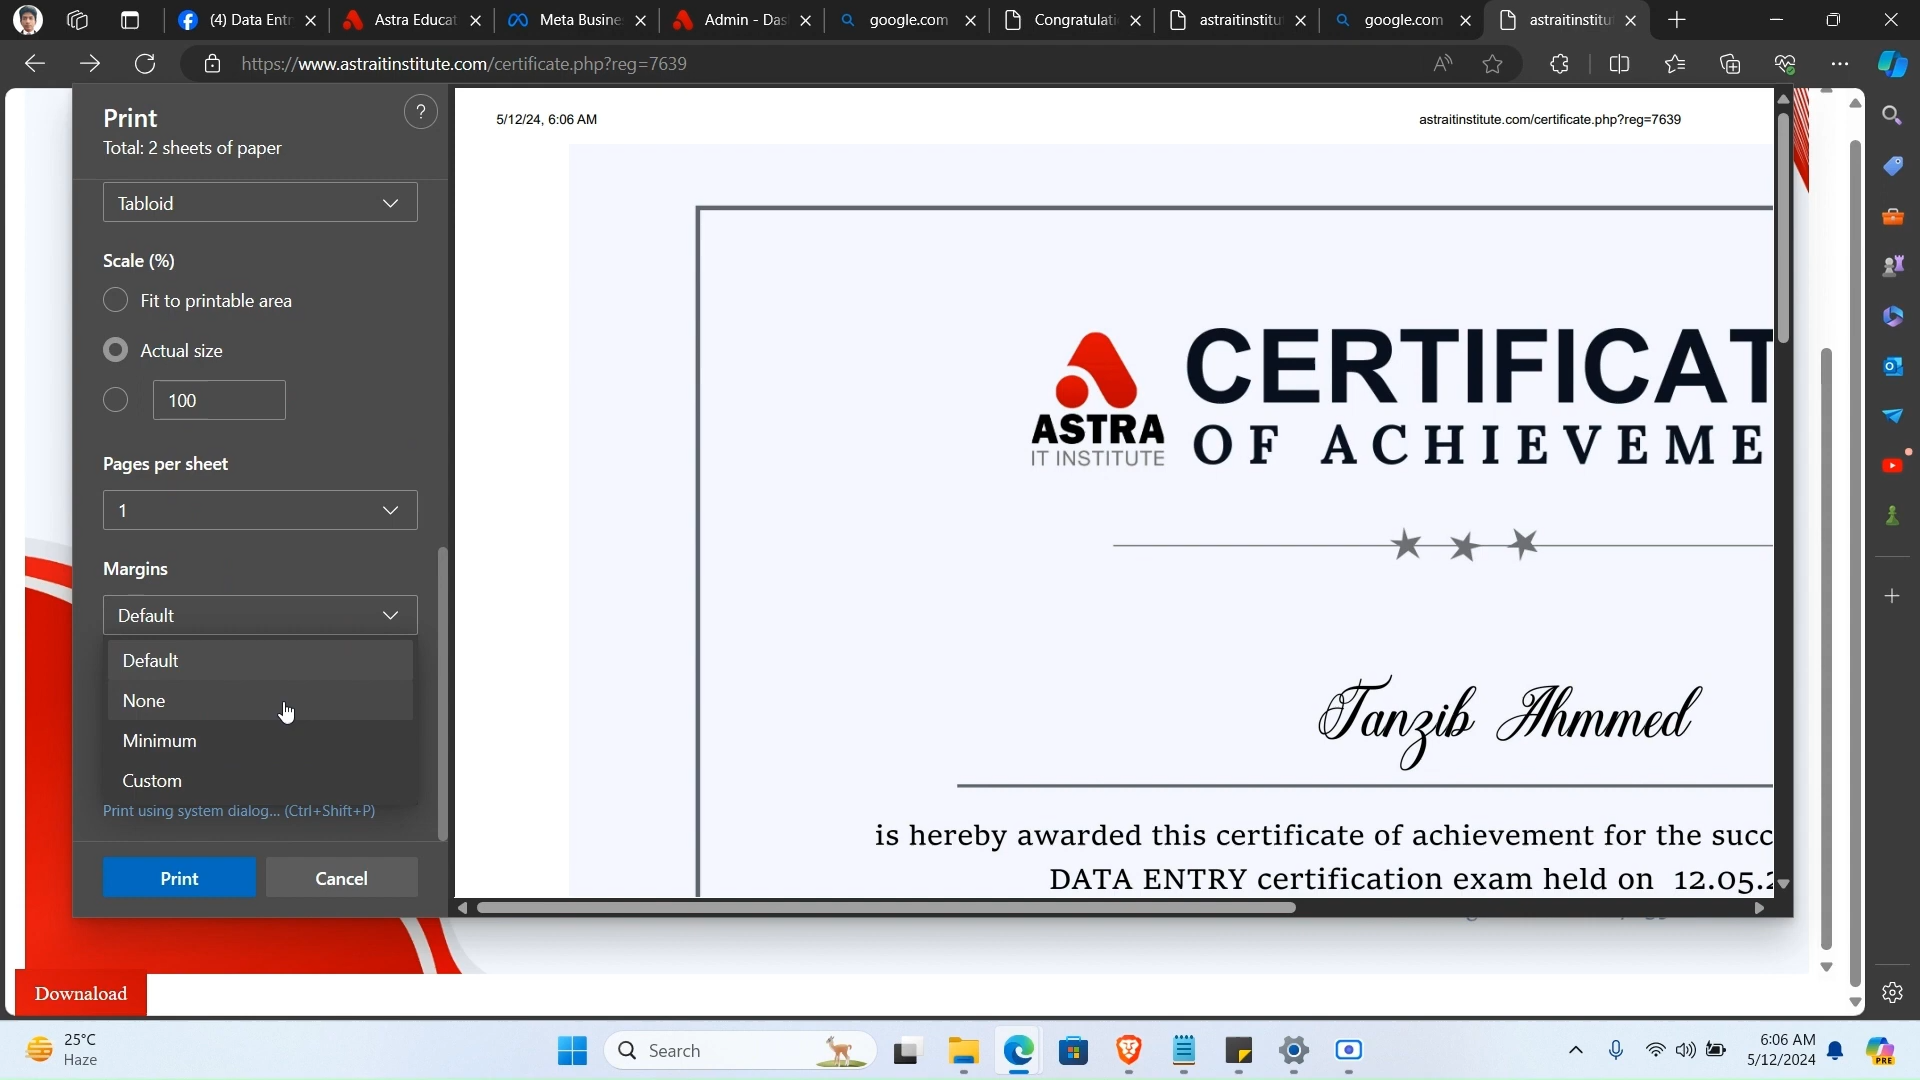 (4) Data Entr
Astra Educat
Meta Busine
Admin - Das
google.com
Congratulati
astraitinstitu
google.com
astraitinstitu
https://www.astraitinstitute.com/certificate.php?reg=7639
Print
?
Total: 2 sheets of paper
Tabloid
Scale (%)
Fit to printable area
Actual size
100
Pages per sheet
1
Margins
Default
Default
None
Minimum
Custom
Print using system dialog... (Ctrl+Shift+P)
Print
Cancel
5/12/24, 6:06 AM
astraitinstitute.com/certificate.php?reg=7639
ASTRA
IT INSTITUTE
CERTIFICAT
OF ACHIEVEME
Tanzib Ahmmed
is hereby awarded this certificate of achievement for the succ
DATA ENTRY certification exam held on 12.05.2
Downaload
25°C
Haze
Search
6:06 AM
5/12/2024
PRE